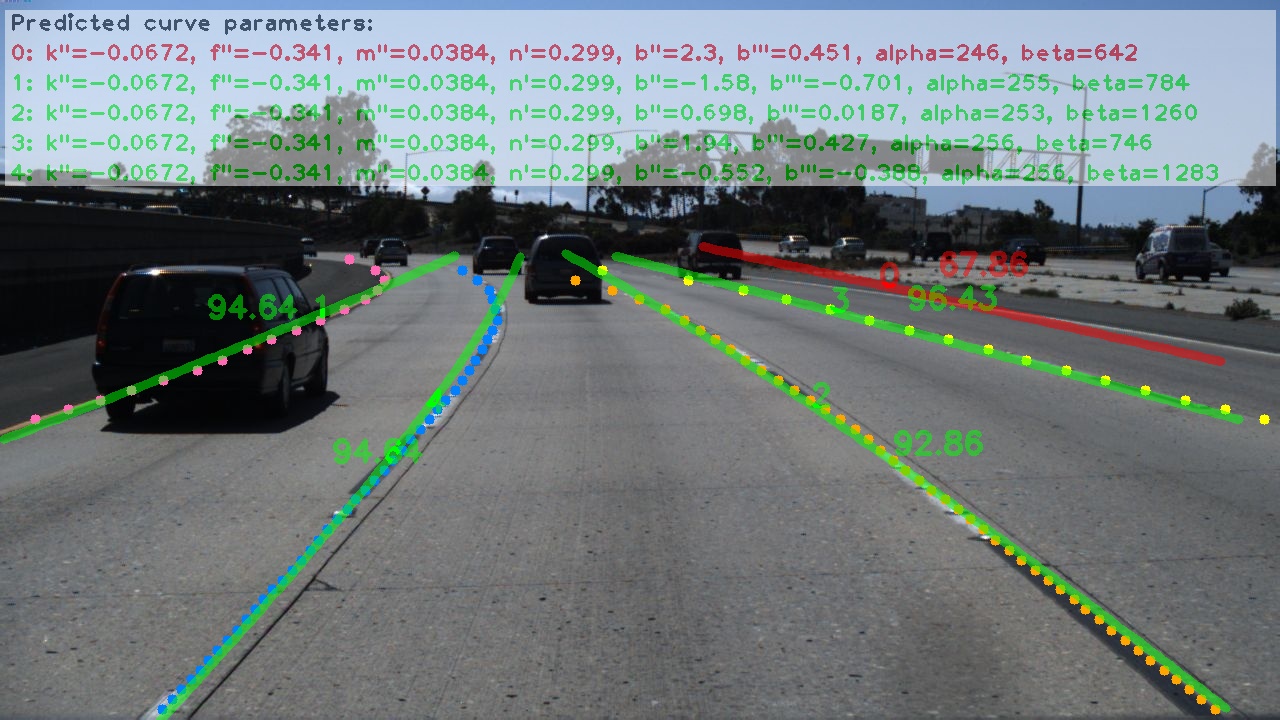 Predicted curve parameters:
0: k''=-0.0672, f''=-0.341, m''=0.0384, n'=0.299, b''=2.3, b'''=0.451, alpha=246, beta=642
1: k''=-0.0672, f''=-0.341, m''=0.0384, n'=0.299, b''=-1.58, b'''=-0.701, alpha=255, beta=784
2: k''=-0.0672, f''=-0.341, m''=0.0384, n'=0.299, b''=0.698, b'''=0.0187, alpha=253, beta=1260
3: k''=-0.0672, f''=-0.341, m''=0.0384, n'=0.299, b''=1.94, b'''=0.427, alpha=256, beta=746
4: k''=-0.0672, f''=-0.341, m''=0.0384, n'=0.299, b''=-0.552, b'''=-0.388, alpha=256, beta=1283
0 67.86
94.64 1
3 96.43
2
94.64
92.86